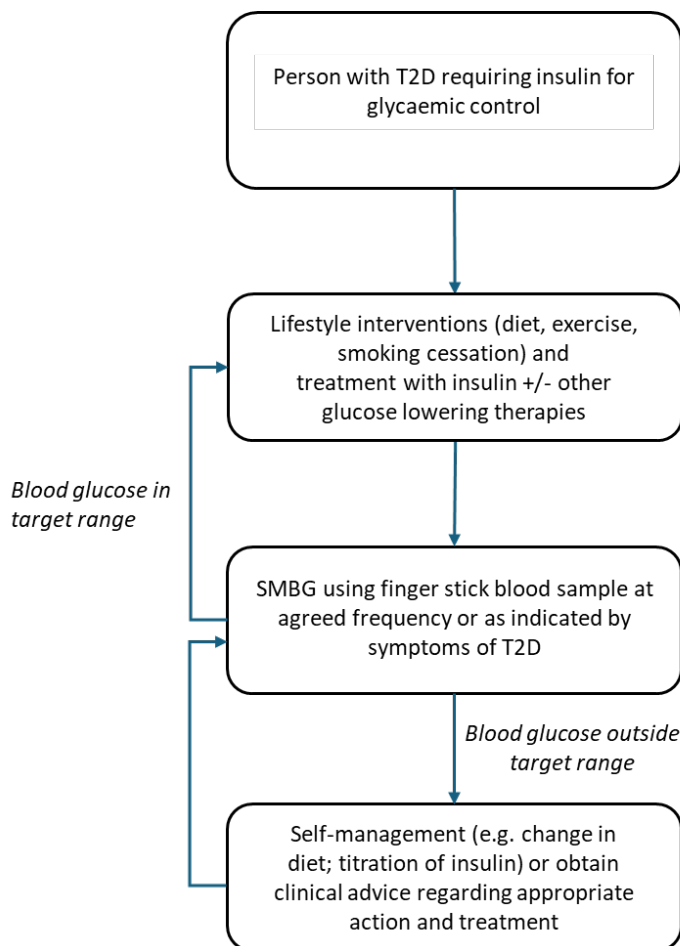 Person with T2D requiring insulin for
glycaemic control
Lifestyle interventions (diet, exercise,
smoking cessation) and
treatment with insulin +/- other
glucose lowering therapies
Blood glucose in
target range
SMBG using finger stick blood sample at
agreed frequency or as indicated by
symptoms of T2D
Blood glucose outside
target range
Self-management (e.g. change in
diet; titration of insulin) or obtain
clinical advice regarding appropriate
action and treatment